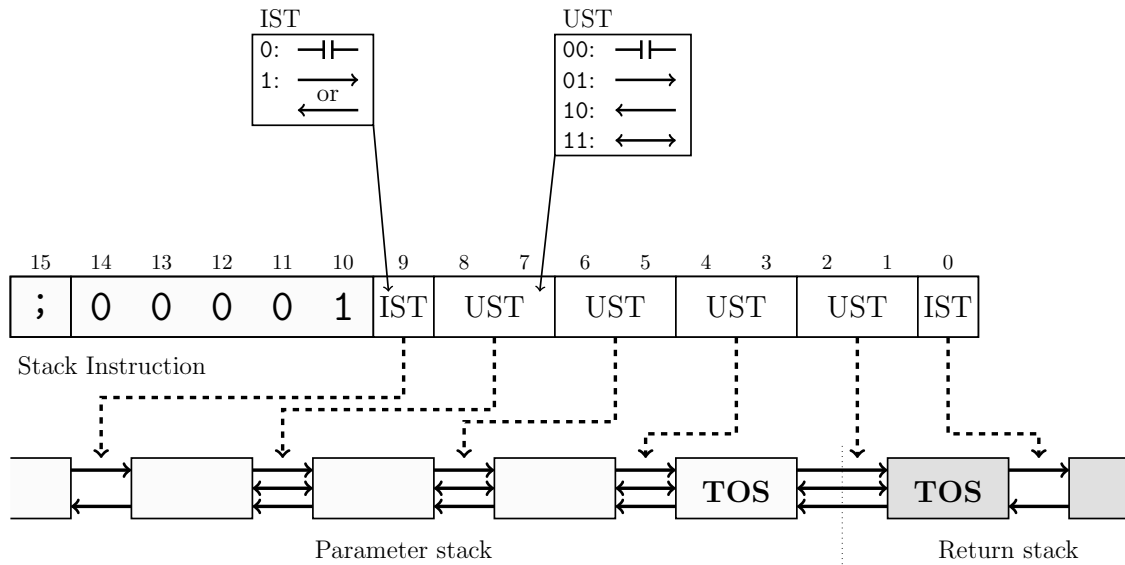 IST UST
0: 00:
1: 01:
or
10:
11:
15 14 13 12 11 10 9 8 7 6 5 4 3 2 1 0
; 0 0 0 0 1 IST UST UST UST UST IST
Stack Instruction
TOS TOS
Parameter stack Return stack